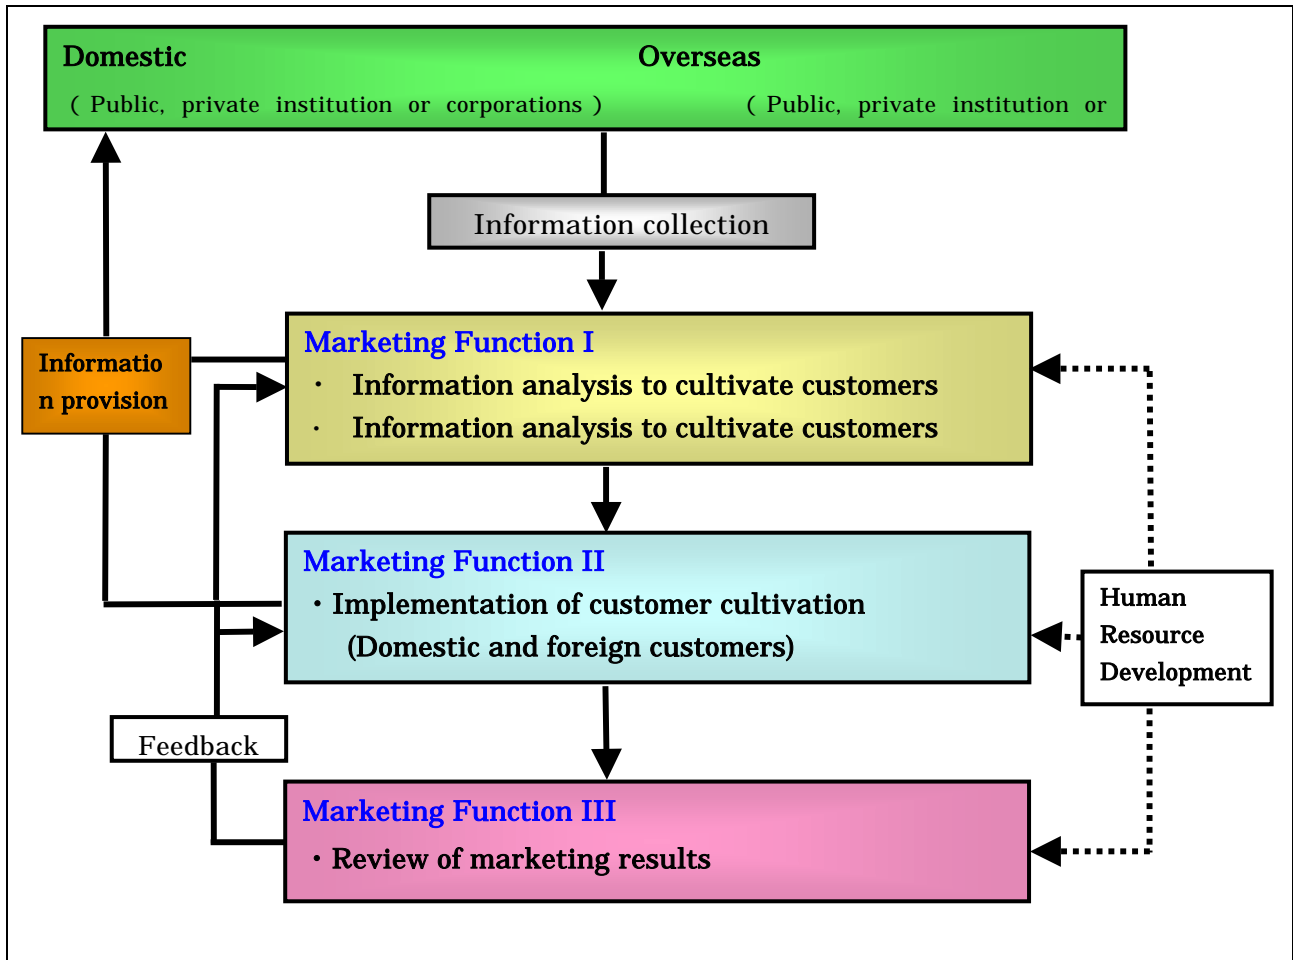 Domestic Overseas
( Public, private institution or corporations ) ( Public, private institution or
Information collection
Marketing Function I
・ Information analysis to cultivate customers
・ Information analysis to cultivate customers
Informatio
n provision
Marketing Function II
・Implementation of customer cultivation
(Domestic and foreign customers)
Human
Resource
Development
Feedback
Marketing Function III
・Review of marketing results